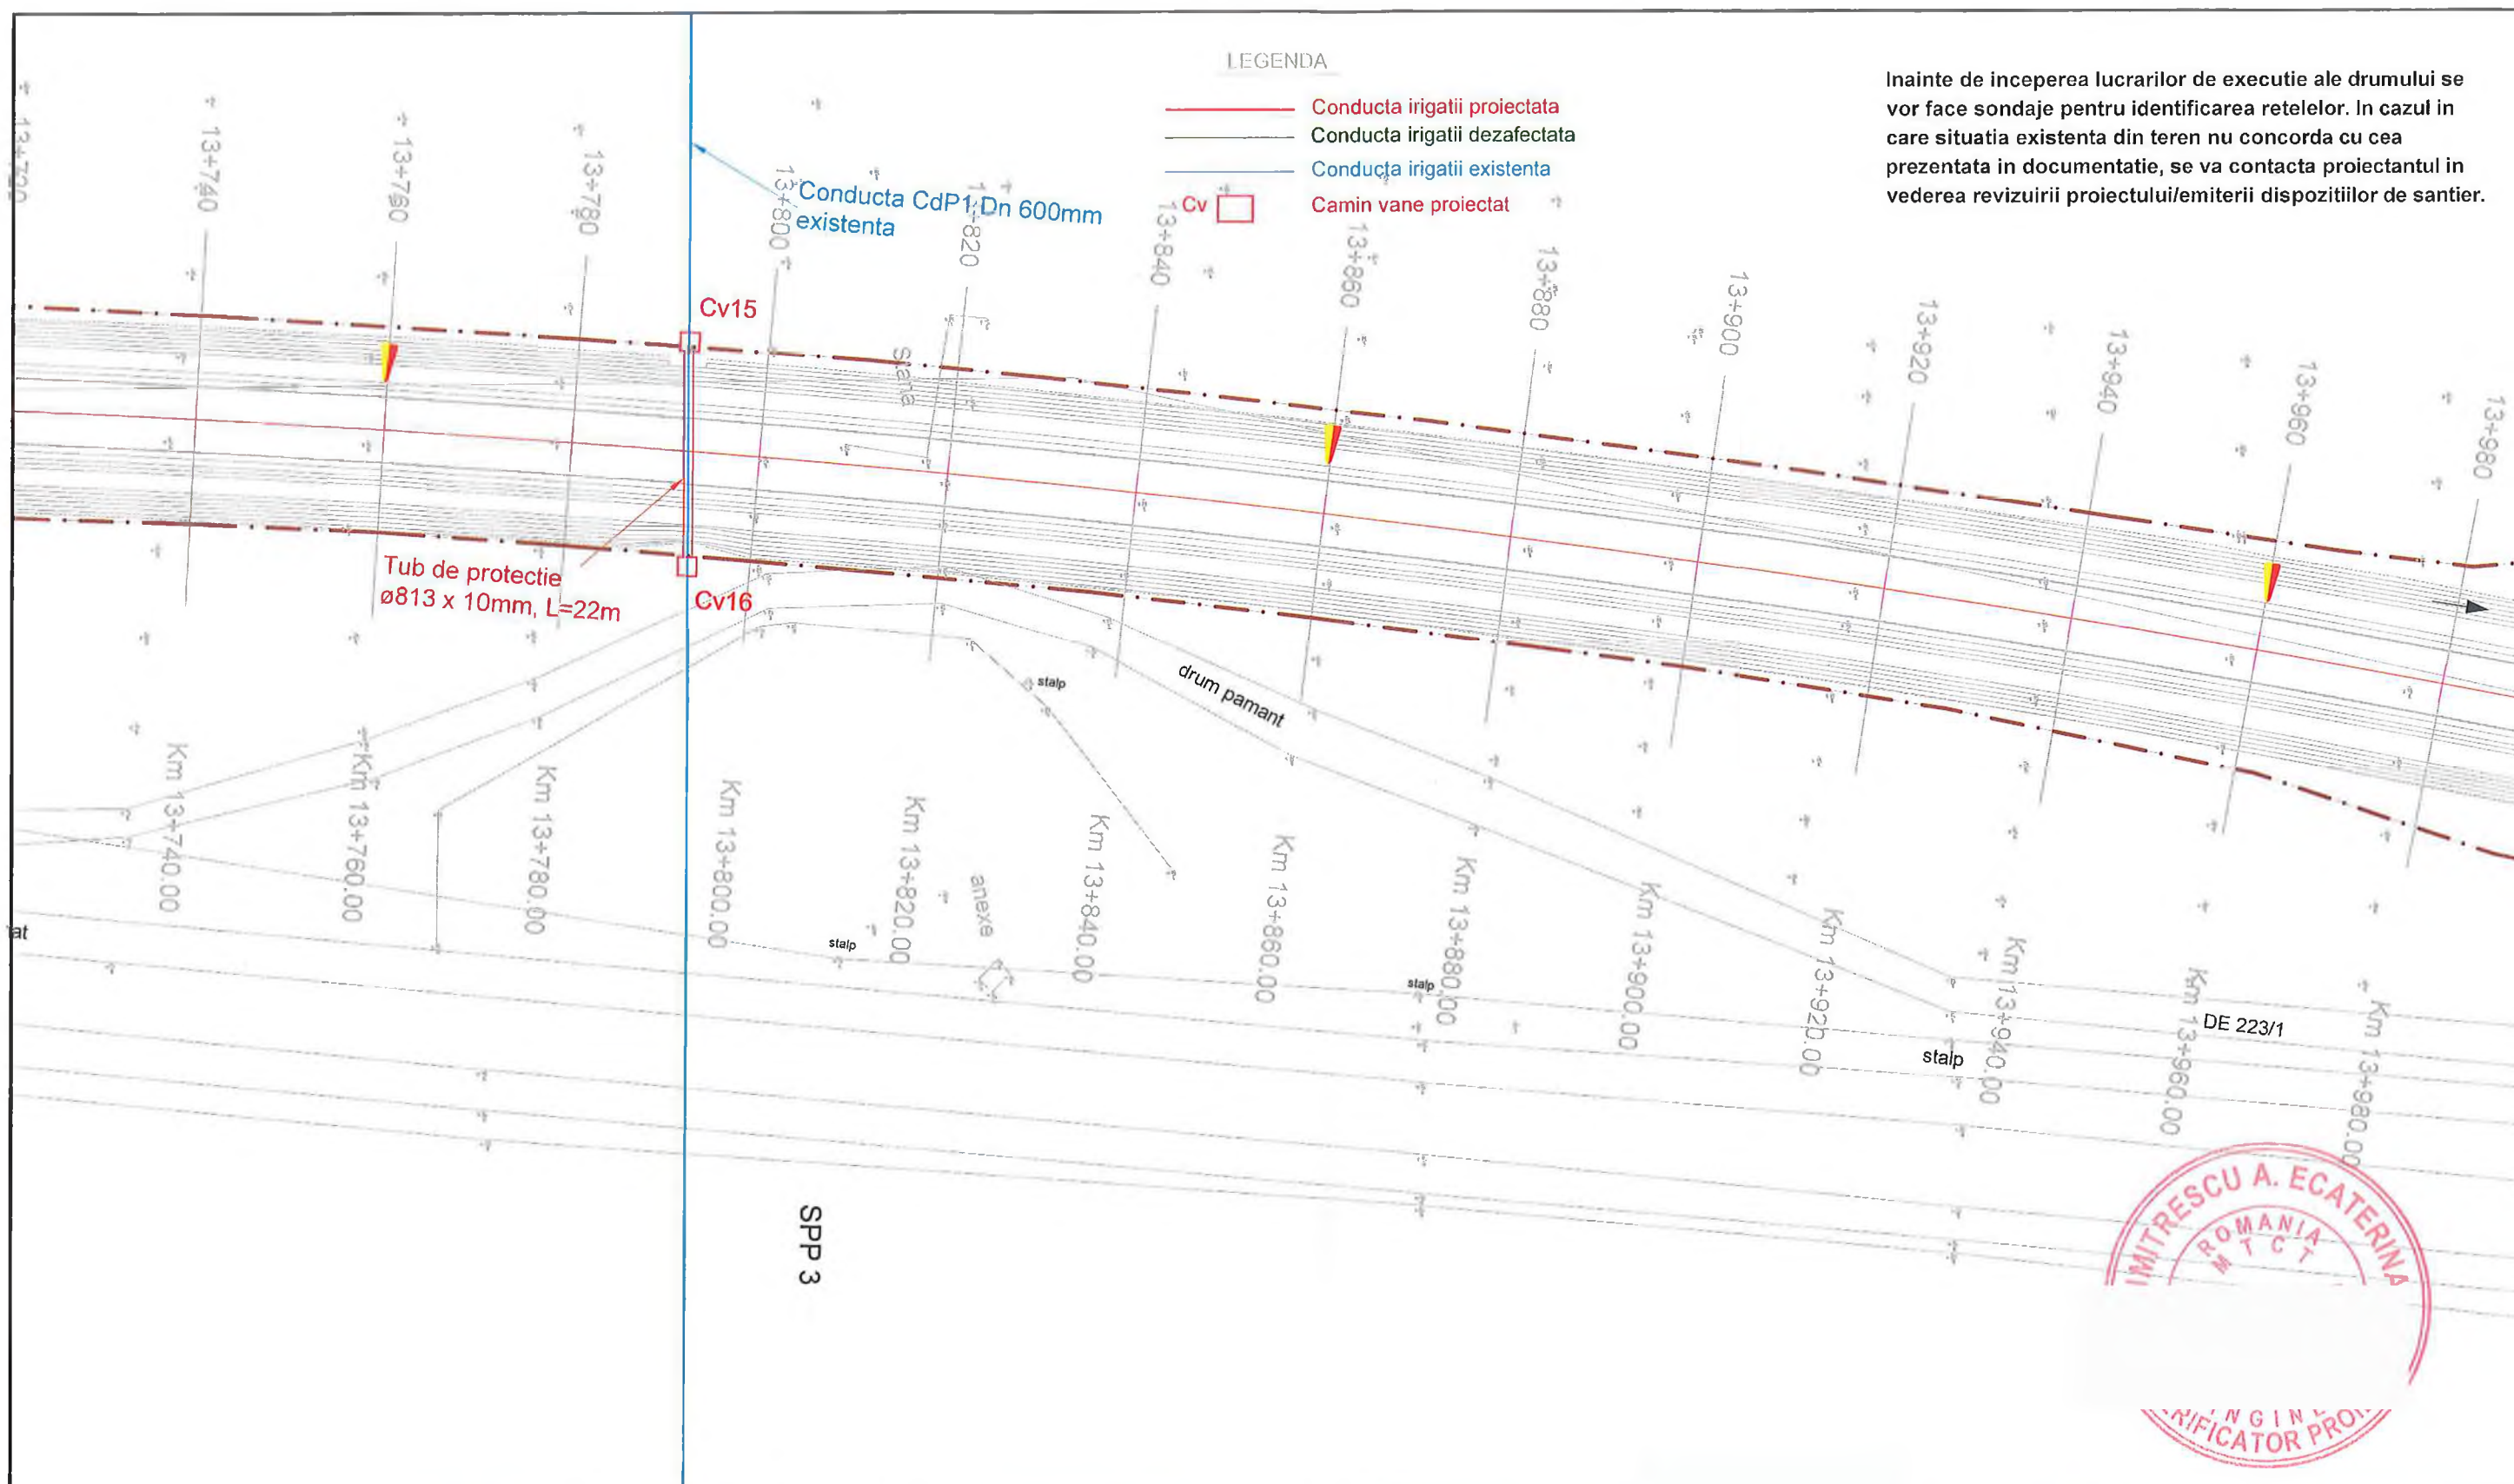 LEGENDA
Conducta irigatii proiectata
Conducta irigatii dezafectata
Conducta irigatii existenta
Cv
Camin vane proiectat
Inainte de inceperea lucrarilor de executie ale drumului se
vor face sondaje pentru identificarea retelelor. In cazul in
care situatia existenta din teren nu concorda cu cea
prezentata in documentatie, se va contacta proiectantul in
vederea revizuirii proiectului/emiterii dispozitiilor de santier.
13+720
13+740
13+760
13+780
13+800
13+820
13+840
13+860
13+880
13+900
13+920
13+940
13+960
13+980
Conducta CdP1 Dn 600mm
existenta
Cv15
Tub de protectie
ø813 x 10mm, L=22m
Cv16
stalp
drum pamant
Km 13+740.00
Km 13+760.00
Km 13+780.00
Km 13+800.00
Km 13+820.00
Km 13+840.00
Km 13+860.00
Km 13+880.00
Km 13+900.00
Km 13+920.00
Km 13+940.00
Km 13+960.00
Km 13+980.00
anexe
at
stalp
stalp
stalp
DE 223/1
SPP 3
IMITRESCU A. ECATERINA
ROMANIA
M T C T
INGINE
RIFICATOR PROI